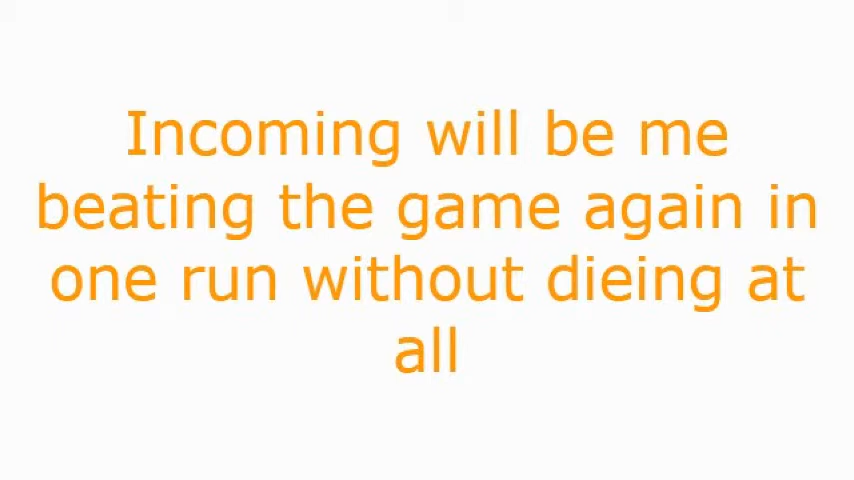 Incoming will be me
beating the game again in
one run without dieing at
all